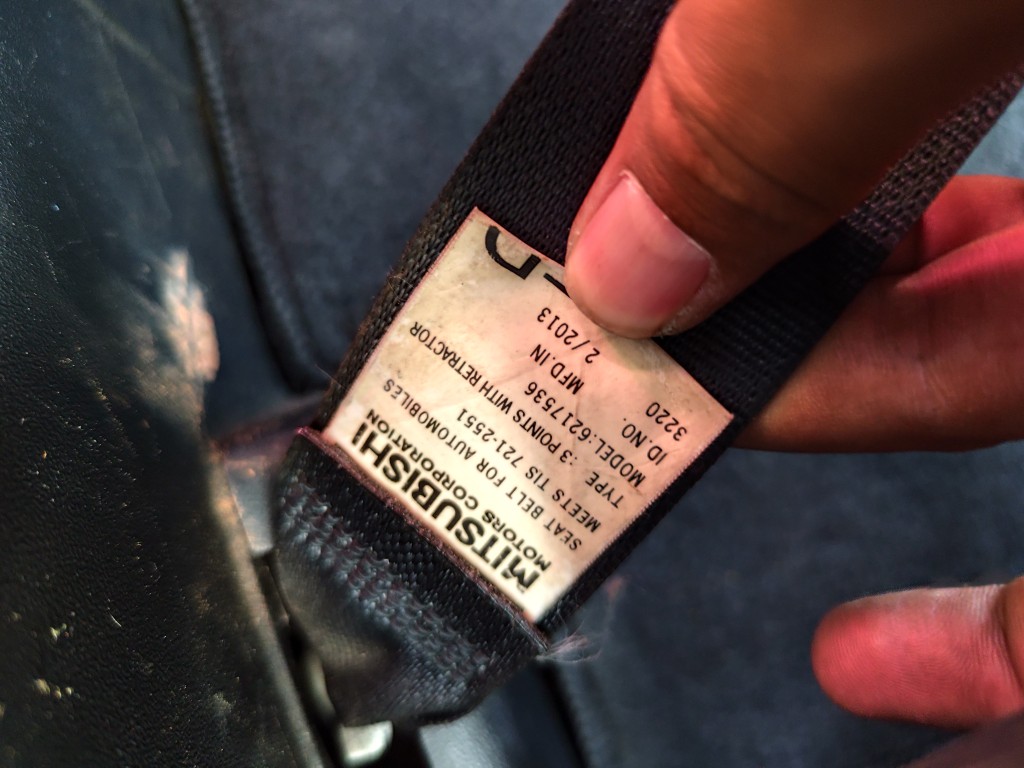 MITSUBISHI
MOTORS CORPORATION
SEAT BELT FOR AUTOMOBILES
MEETS TIS 721-2551
TYPE :3 POINTS WITH RETRACTOR
MODEL:6217536
ID.NO. MFD.IN
3220 2/2013